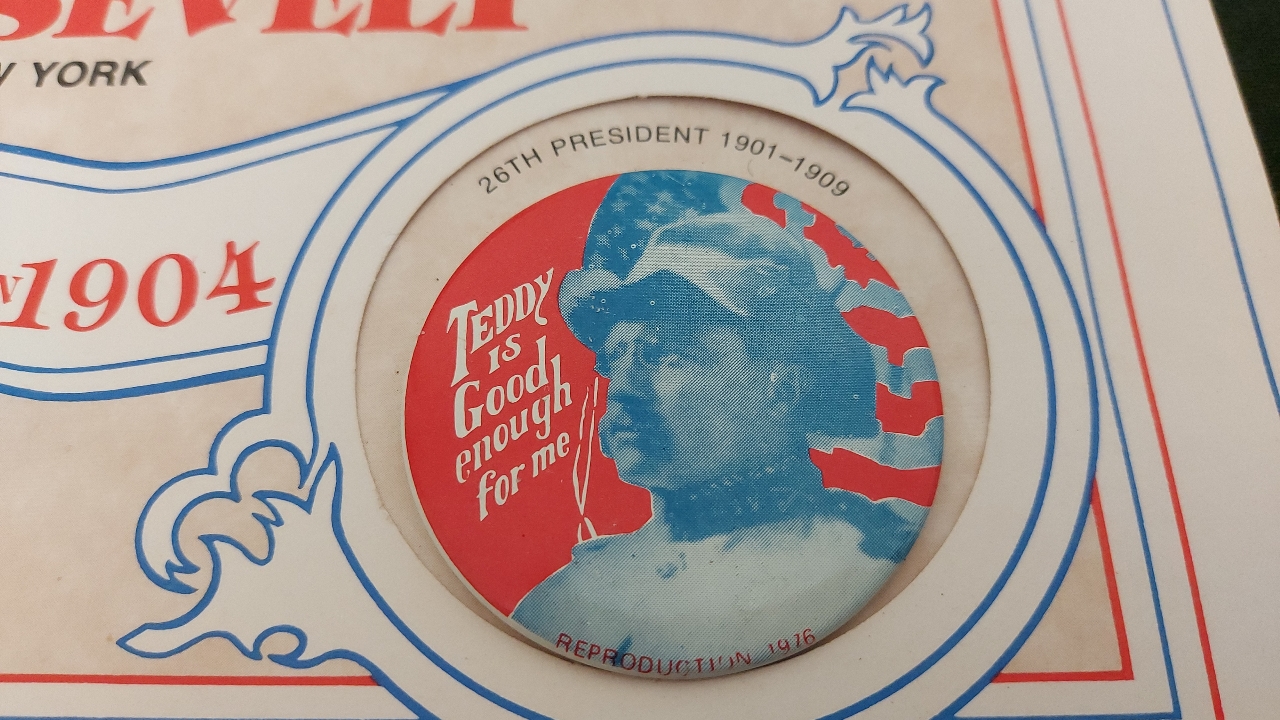 SEVELT
W YORK
26TH PRESIDENT 1901–1909
1904
TEDDY
is
Good
enough
for me
REPRODUCTION 1976